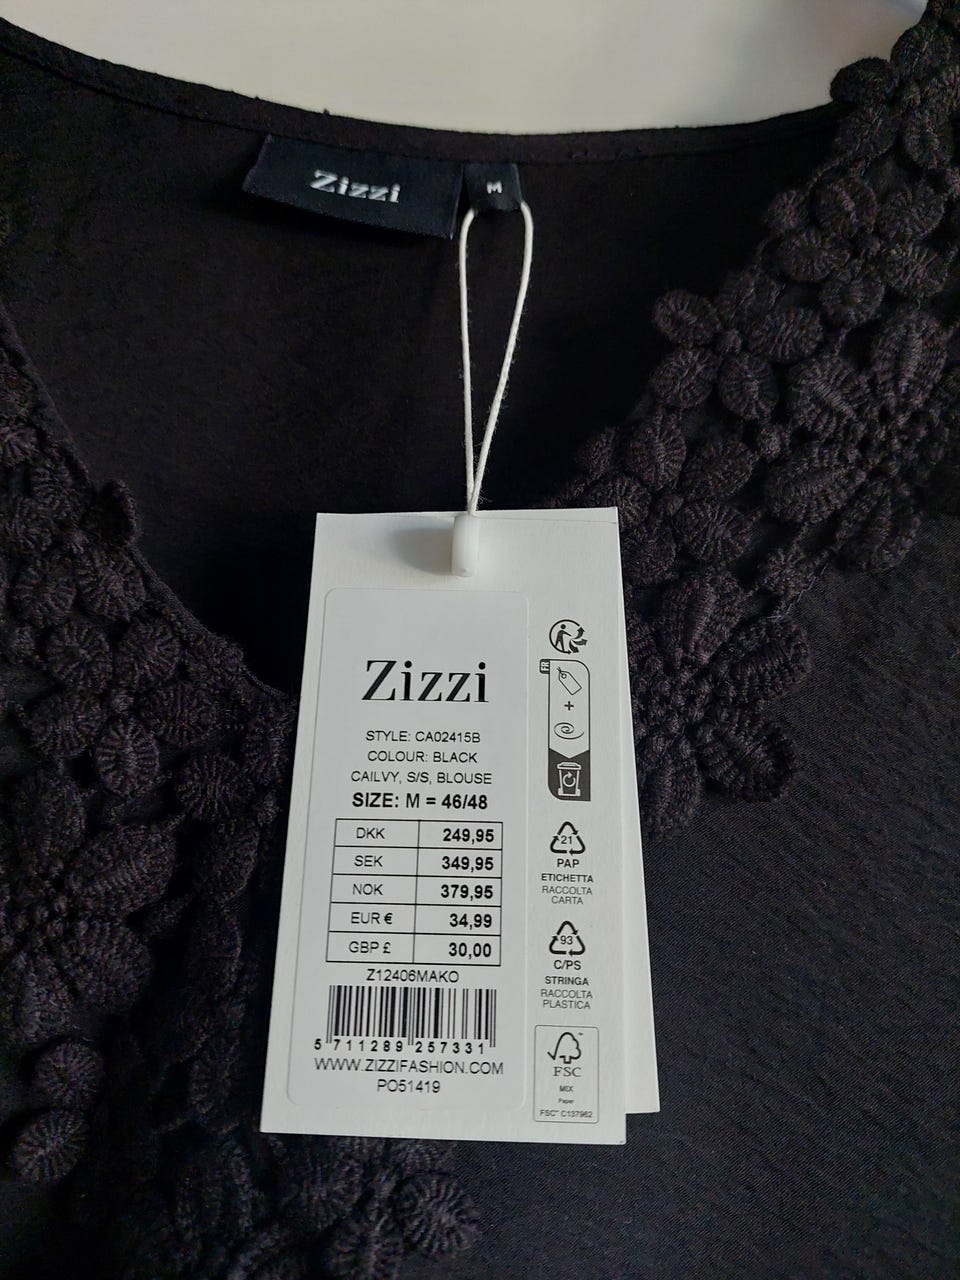 Zizzi
M
Zizzi
STYLE: CA02415B
COLOUR: BLACK
CAILVY, S/S, BLOUSE
SIZE: M = 46/48
DKK 249,95
SEK 349,95
NOK 379,95
EUR € 34,99
GBP £ 30,00
Z12406MAKO
5 711289 257331
WWW.ZIZZIFASHION.COM
PO51419
FR
+
21
PAP
ETICHETTA
RACCOLTA
CARTA
93
C/PS
STRINGA
RACCOLTA
PLASTICA
FSC
MIX
Paper
FSC™ C137962